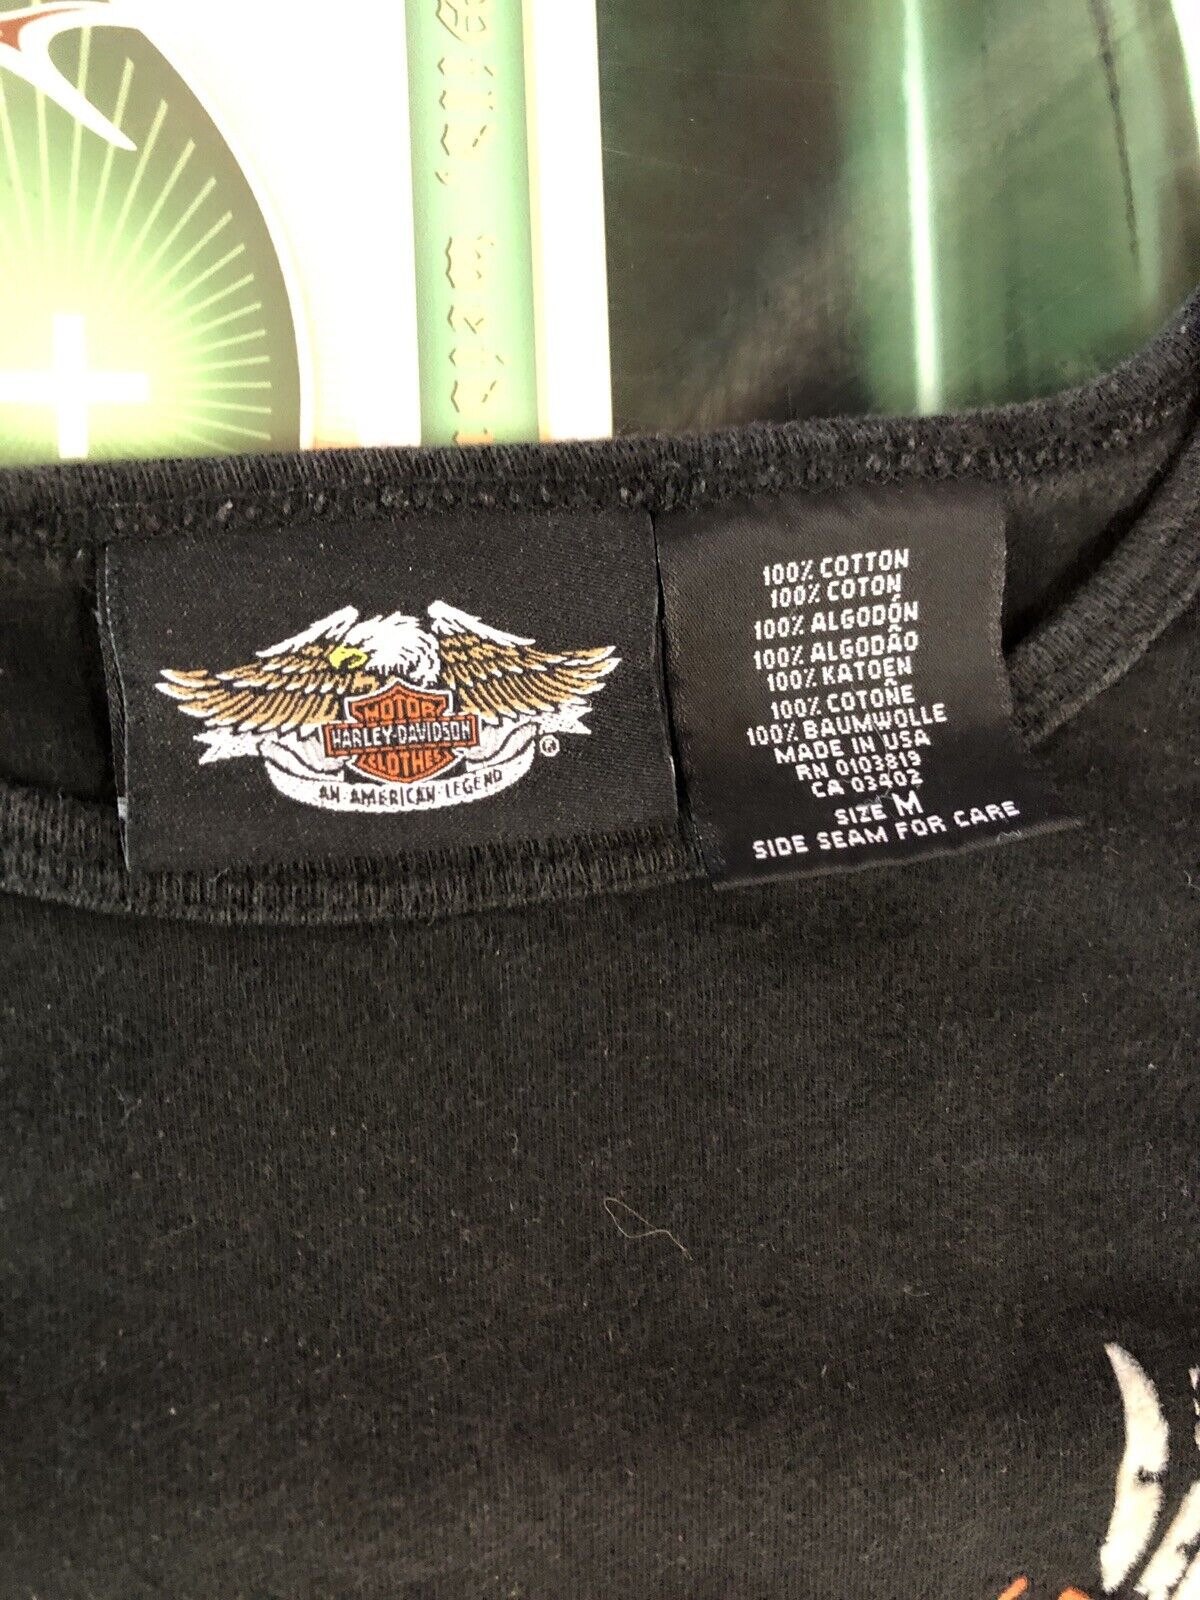 MOTOR
HARLEY-DAVIDSON
CLOTHES
®
AN·AMERICAN·LEGEND
100% COTTON
100% COTON
100% ALGODÓN
100% ALGODÃO
100% KATOEN
100% COTOÑE
100% BAUMWOLLE
MADE IN USA
RN 0103819
CA 03402
SIZE M
SIDE SEAM FOR CARE